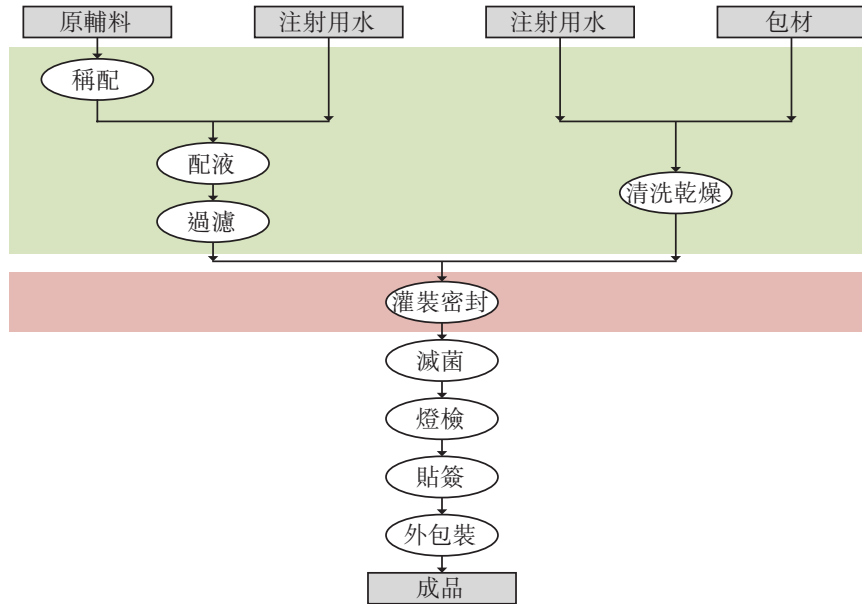 原輔料
注射用水
注射用水
包材
稱配
配液
清洗乾燥
過濾
灌裝密封
滅菌
燈檢
貼簽
外包裝
成品